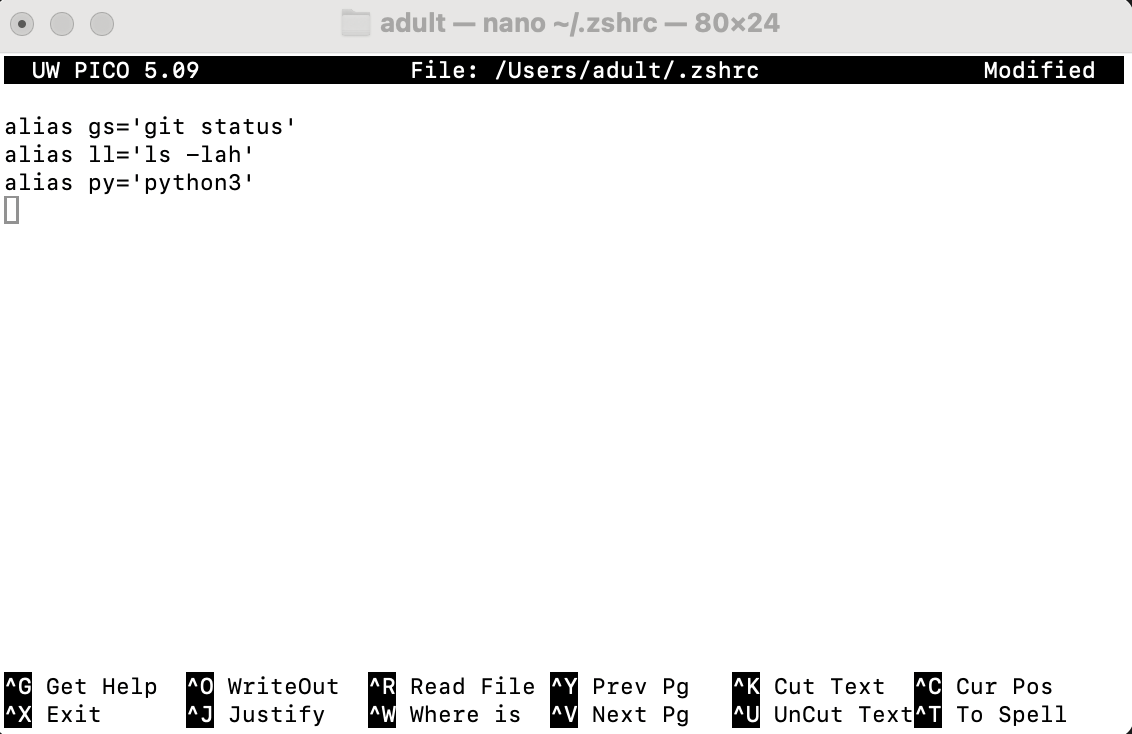 adult — nano ~/.zshrc — 80×24
UW PICO 5.09 File: /Users/adult/.zshrc Modified
alias gs='git status'
alias ll='ls -lah'
alias py='python3'
^G Get Help ^O WriteOut ^R Read File ^Y Prev Pg ^K Cut Text ^C Cur Pos
^X Exit ^J Justify ^W Where is ^V Next Pg ^U UnCut Text ^T To Spell